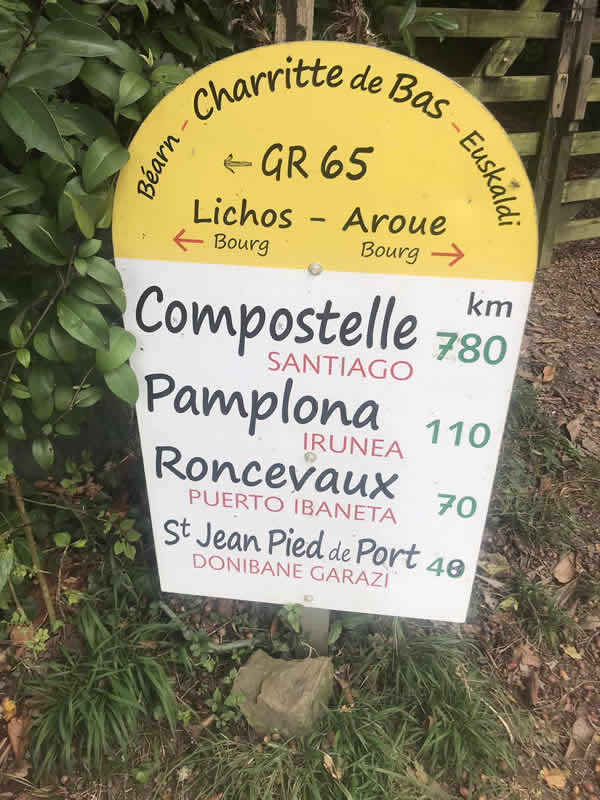 Charritte de Bas
Béarn - - Euskaldi
← GR 65
Lichos - Aroue
← Bourg Bourg →
km
Compostelle 780
SANTIAGO
Pamplona 110
IRUNEA
Roncevaux 70
PUERTO IBANETA
St Jean Pied de Port 40
DONIBANE GARAZI